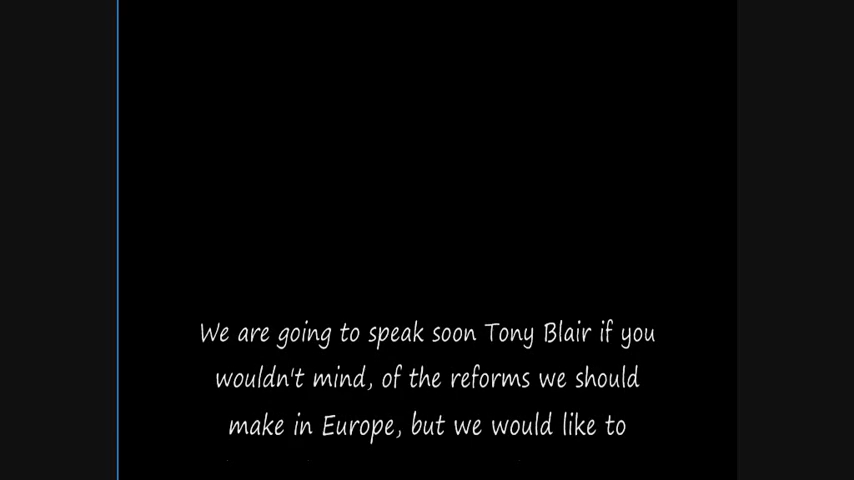 We are going to speak soon Tony Blair if you
wouldn't mind, of the reforms we should
make in Europe, but we would like to